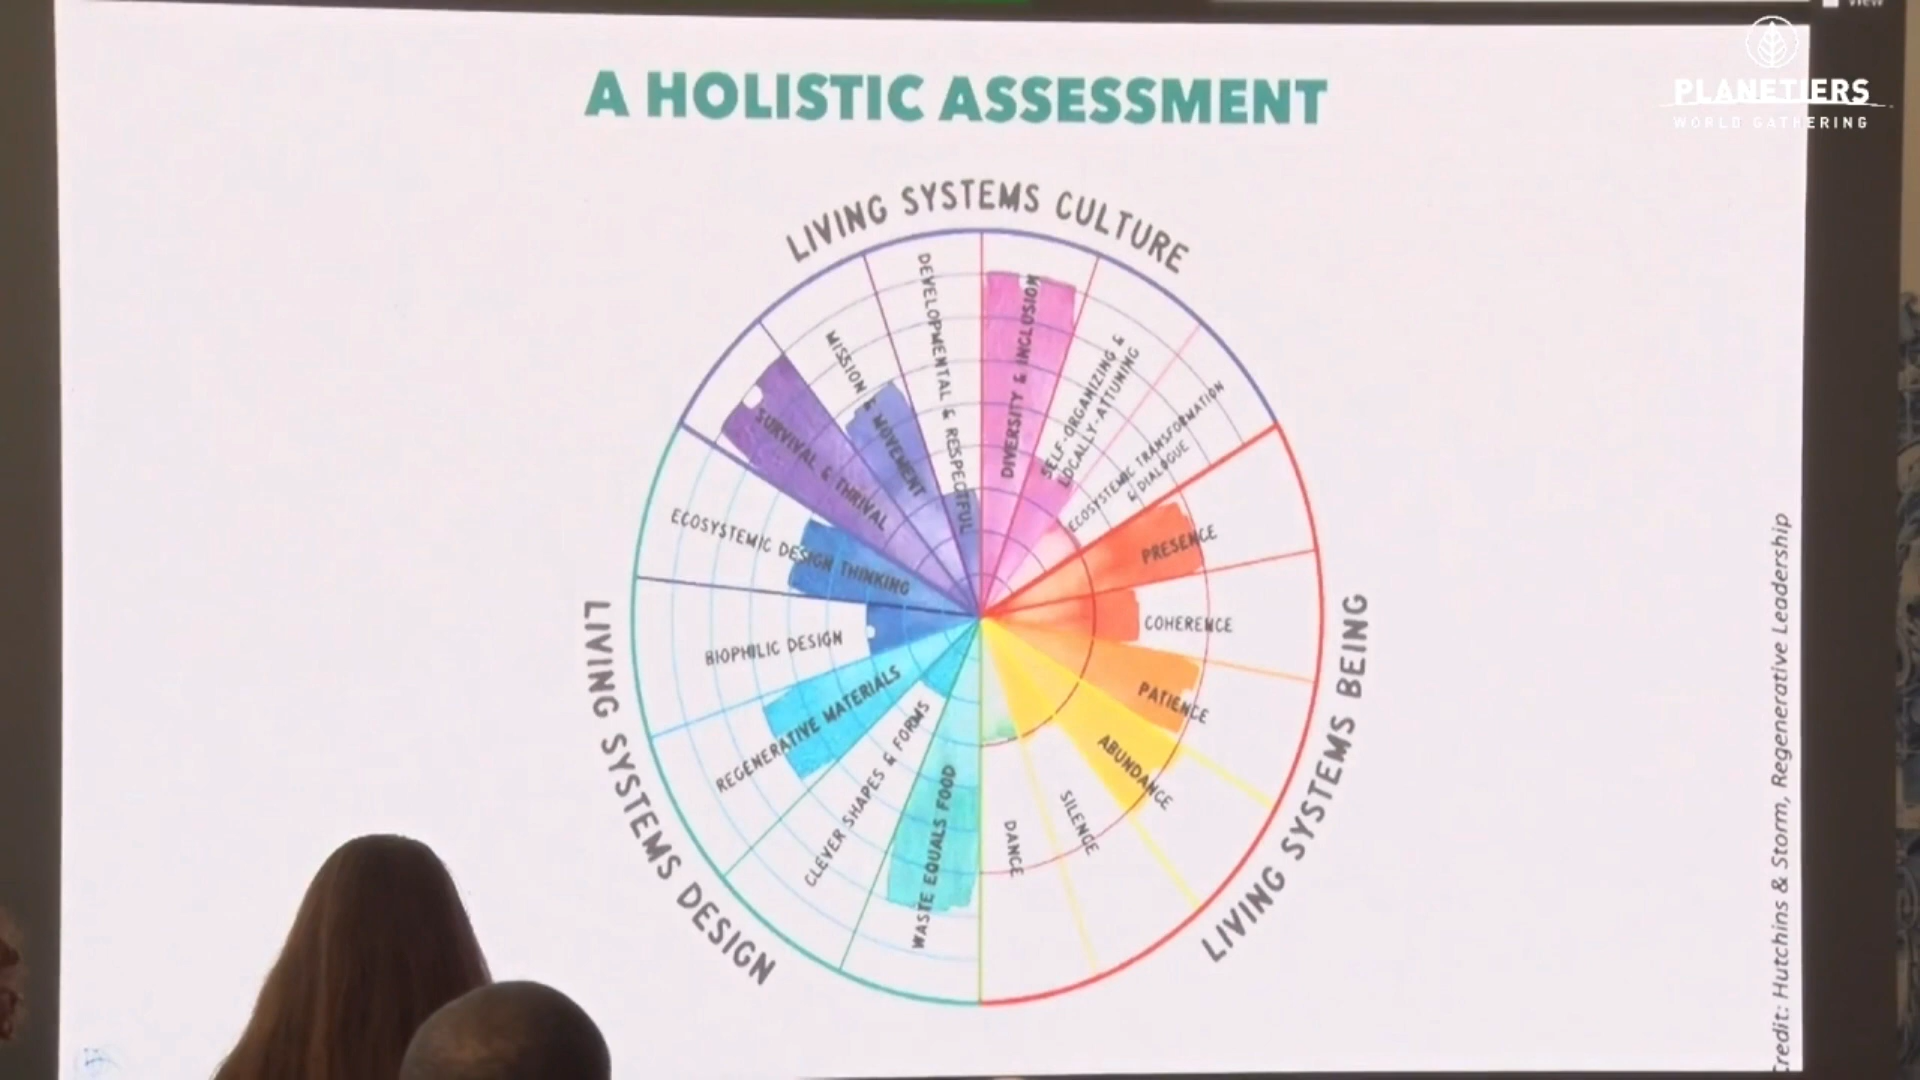 View
PLANETIERS
WORLD GATHERING
A HOLISTIC ASSESSMENT
LIVING SYSTEMS CULTURE
SURVIVAL & THRIVAL
MISSION & MOVEMENT
DEVELOPMENTAL & RESPECTFUL
DIVERSITY & INCLUSION
SELF-ORGANIZING &
LOCALLY-ATTUNING
ECOSYSTEMIC TRANSFORMATION
& DIALOGUE
LIVING SYSTEMS BEING
PRESENCE
COHERENCE
PATIENCE
ABUNDANCE
SILENCE
DANCE
LIVING SYSTEMS DESIGN
WASTE EQUALS FOOD
CLEVER SHAPES & FORMS
REGENERATIVE MATERIALS
BIOPHILIC DESIGN
ECOSYSTEMIC DESIGN THINKING
Credit: Hutchins & Storm, Regenerative Leadership